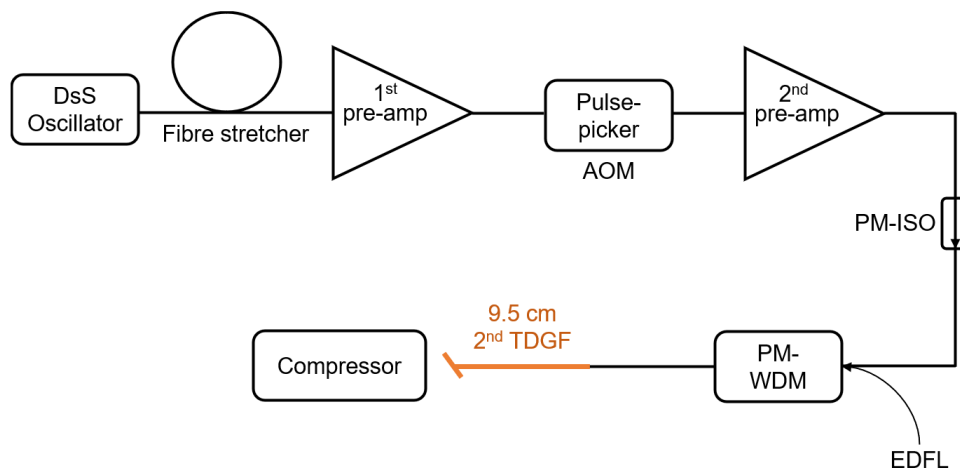 DsS
Oscillator
Fibre stretcher
1st
pre-amp
Pulse-
picker
AOM
2nd
pre-amp
PM-ISO
9.5 cm
2nd TDGF
Compressor
PM-
WDM
EDFL